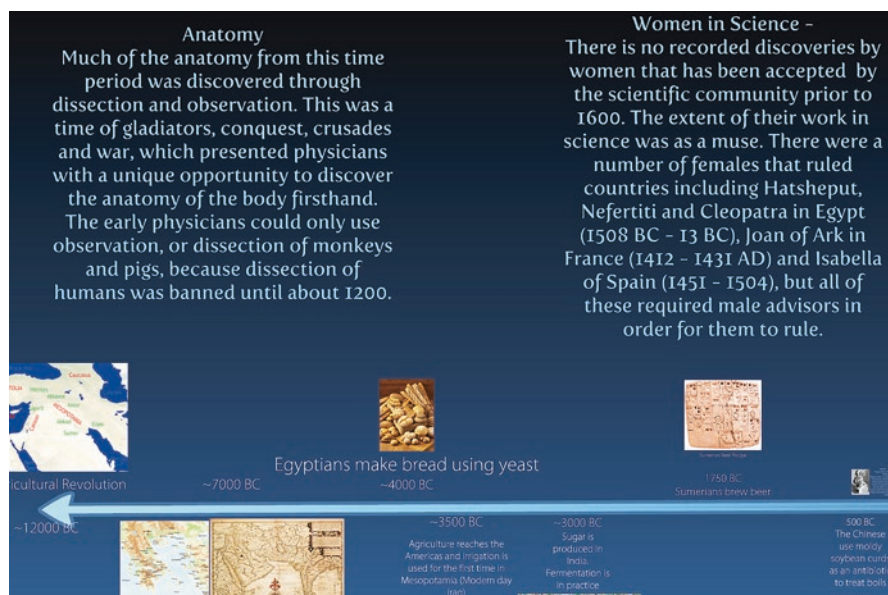 Anatomy
Much of the anatomy from this time
period was discovered through
dissection and observation. This was a
time of gladiators, conquest, crusades
and war, which presented physicians
with a unique opportunity to discover
the anatomy of the body firsthand.
The early physicians could only use
observation, or dissection of monkeys
and pigs, because dissection of
humans was banned until about 1200.
Women in Science -
There is no recorded discoveries by
women that has been accepted by
the scientific community prior to
1600. The extent of their work in
science was as a muse. There were a
number of females that ruled
countries including Hatsheput,
Nefertiti and Cleopatra in Egypt
(1508 BC - 13 BC), Joan of Ark in
France (1412 - 1431 AD) and Isabella
of Spain (1451 - 1504), but all of
these required male advisors in
order for them to rule.
Caucasus
MESOPOTAMIA
Sumer
Egyptians make bread using yeast
icultural Revolution
~7000 BC
~4000 BC
1750 BC
Sumerians brew beer
~12000 BC
~3500 BC
Agriculture reaches the
Americas and irrigation is
used for the first time in
Mesopotamia (Modern day
Iraq)
~3000 BC
Sugar is
produced in
India.
Fermentation is
in practice
500 BC
The Chinese
use moldy
soybean curds
as an antibiotic
to treat boils